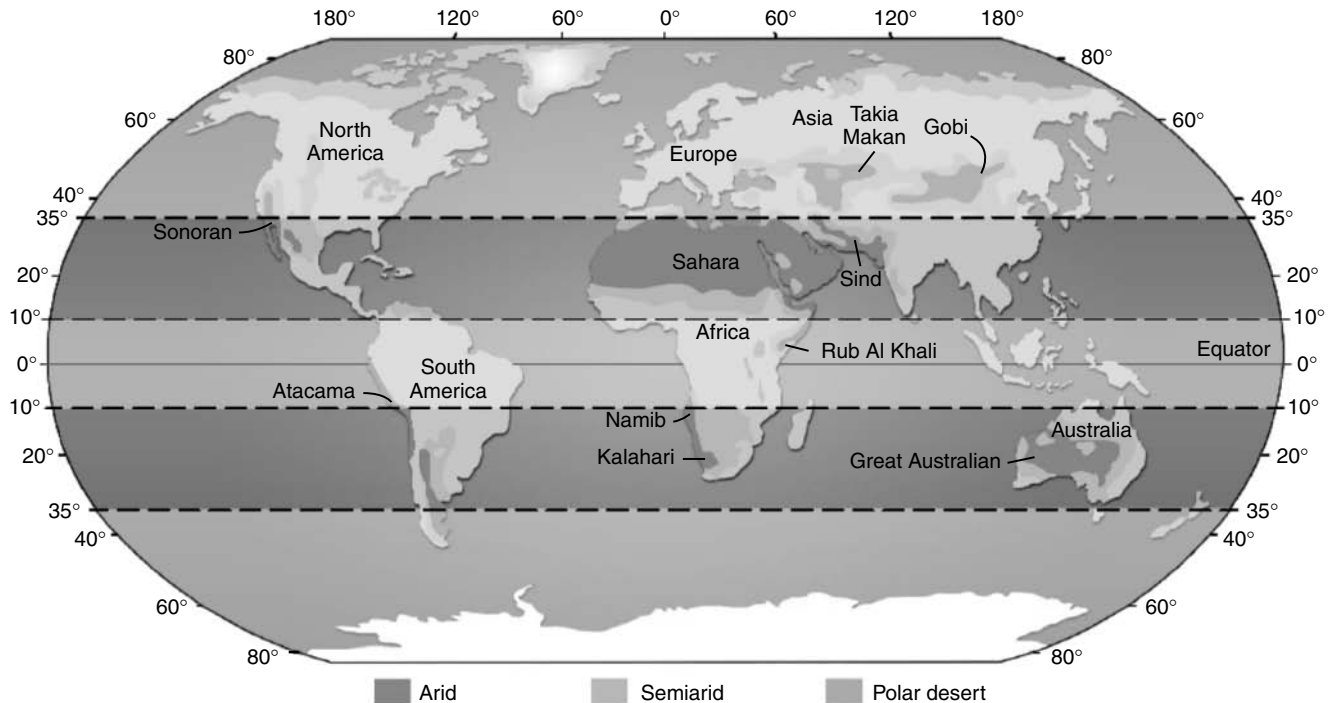 180° 120° 60° 0° 60° 120° 180°
80° 80°
60° 60°
North
America
Asia
Takia
Makan
Gobi
Europe
40° 40°
35° 35°
Sonoran
Sahara
Sind
20° 20°
10° 10°
Africa
Rub Al Khali
Equator
0° 0°
South
America
Atacama
10° 10°
Namib
Australia
Kalahari
Great Australian
20° 20°
35° 35°
40° 40°
60° 60°
80° 80°
Arid Semiarid Polar desert